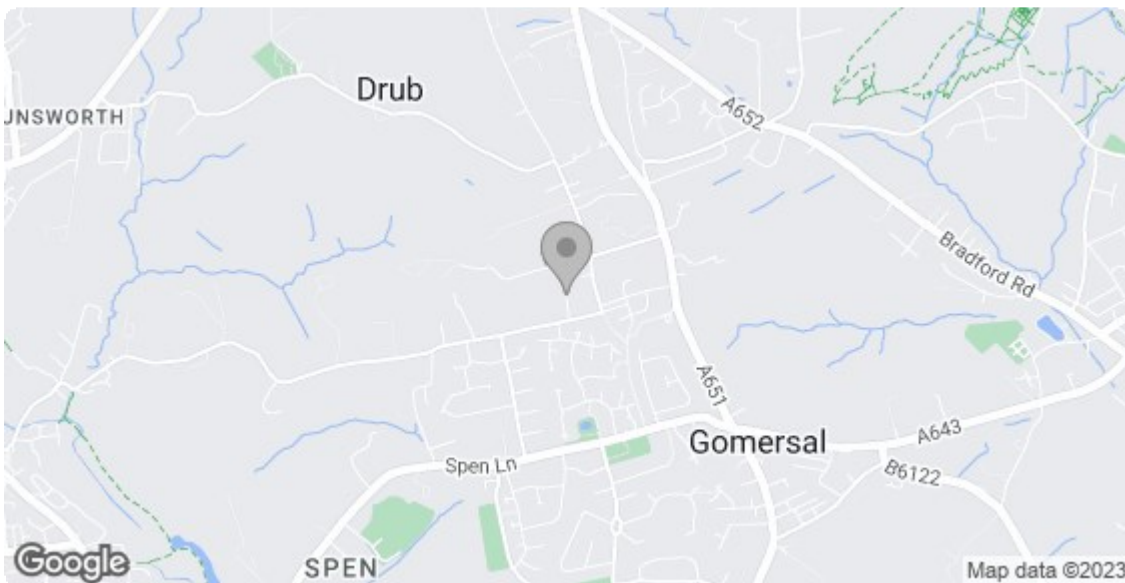 Drub
UNSWORTH
A652
Bradford Rd
A651
Gomersal
A643
B6122
Spen Ln
SPEN
Google
Map data ©2023